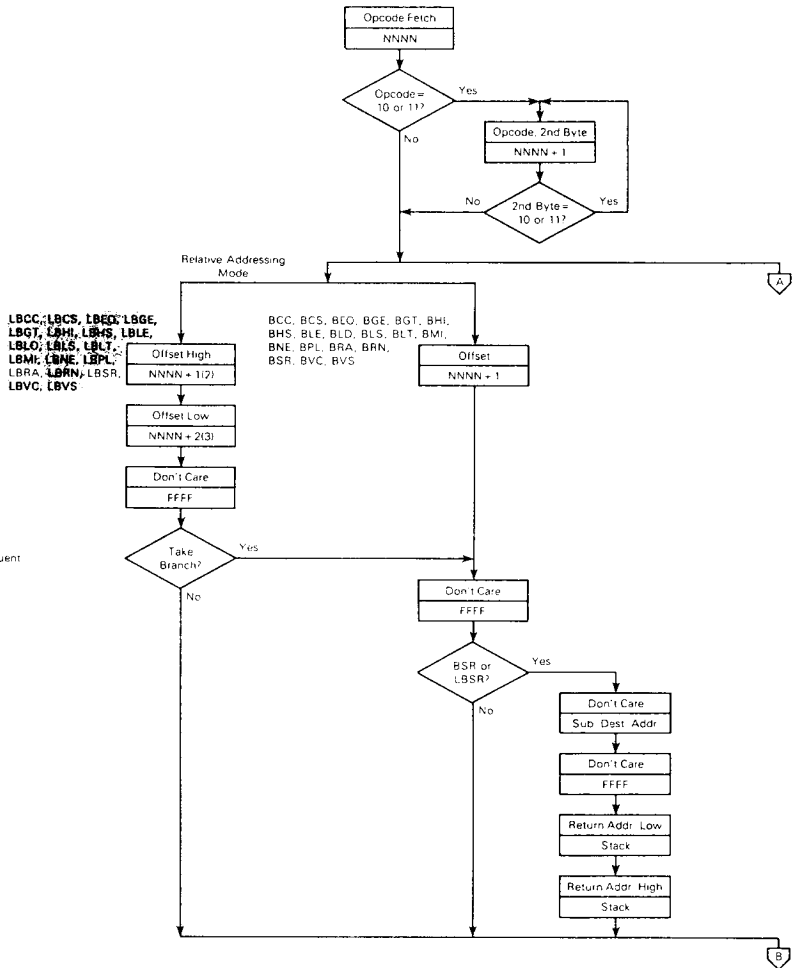 Opcode Fetch
NNNN
Opcode=
10 or 11?
Yes
No
Opcode, 2nd Byte
NNNN + 1
2nd Byte=
10 or 11?
No
Yes
Relative Addressing
Mode
A
LBCC, LBCS, LBEQ, LBGE,
LBGT, LBHI, LBHS, LBLE,
LBLO, LBLS, LBLT,
LBMI, LBNE, LBPL,
LBRA, LBRN, LBSR,
LBVC, LBVS
BCC, BCS, BEQ, BGE, BGT, BHI,
BHS, BLE, BLD, BLS, BLT, BMI,
BNE, BPL, BRA, BRN,
BSR, BVC, BVS
Offset High
NNNN + 1(2)
Offset
NNNN + 1
Offset Low
NNNN + 2(3)
Don't Care
FFFF
Take
Branch?
Yes
No
uent
Don't Care
FFFF
BSR or
LBSR?
Yes
No
Don't Care
Sub Dest Addr
Don't Care
FFFF
Return Addr Low
Stack
Return Addr High
Stack
B